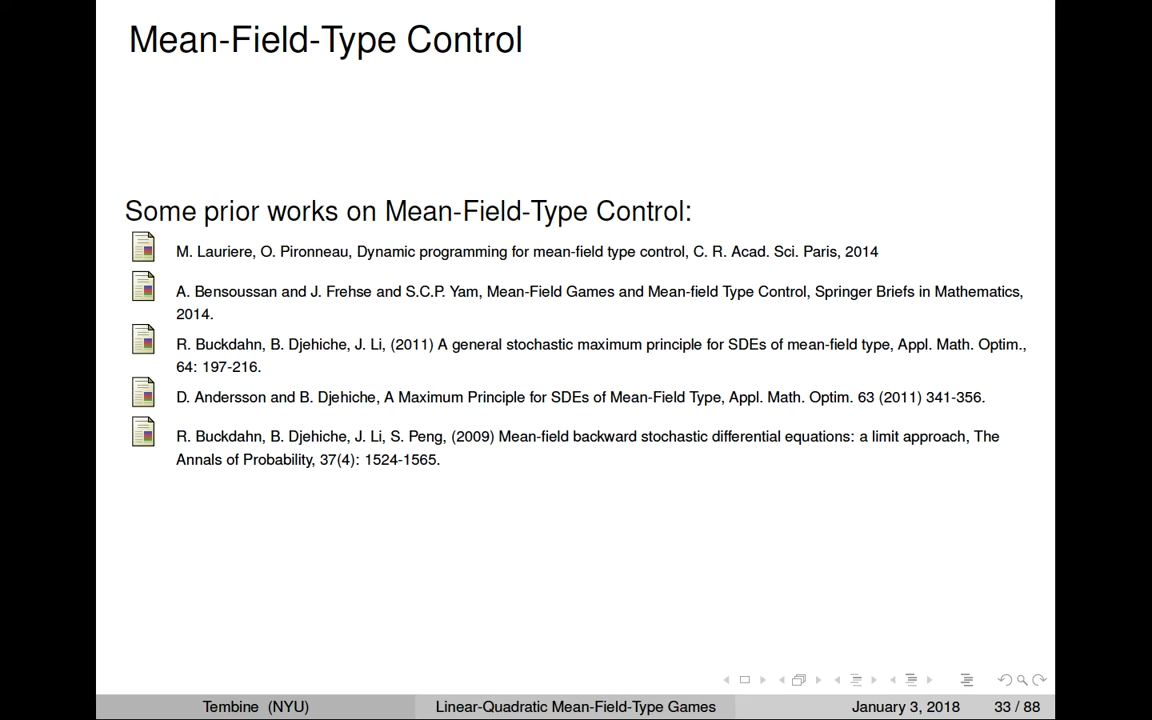 Mean-Field-Type Control
Some prior works on Mean-Field-Type Control:
M. Lauriere, O. Pironneau, Dynamic programming for mean-field type control, C. R. Acad. Sci. Paris, 2014
A. Bensoussan and J. Frehse and S.C.P. Yam, Mean-Field Games and Mean-field Type Control, Springer Briefs in Mathematics,
2014.
R. Buckdahn, B. Djehiche, J. Li, (2011) A general stochastic maximum principle for SDEs of mean-field type, Appl. Math. Optim.,
64: 197-216.
D. Andersson and B. Djehiche, A Maximum Principle for SDEs of Mean-Field Type, Appl. Math. Optim. 63 (2011) 341-356.
R. Buckdahn, B. Djehiche, J. Li, S. Peng, (2009) Mean-field backward stochastic differential equations: a limit approach, The
Annals of Probability, 37(4): 1524-1565.
Tembine (NYU) Linear-Quadratic Mean-Field-Type Games January 3, 2018 33 / 88